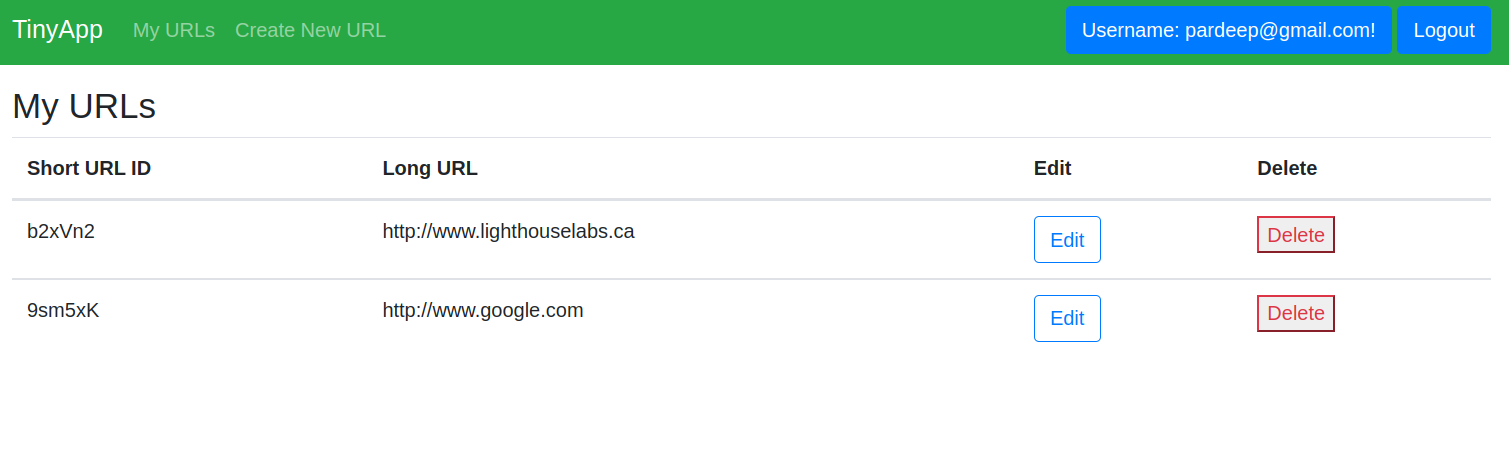 TinyApp My URLs Create New URL Username: pardeep@gmail.com! Logout
My URLs
Short URL ID Long URL Edit Delete
b2xVn2 http://www.lighthouselabs.ca Edit Delete
9sm5xK http://www.google.com Edit Delete